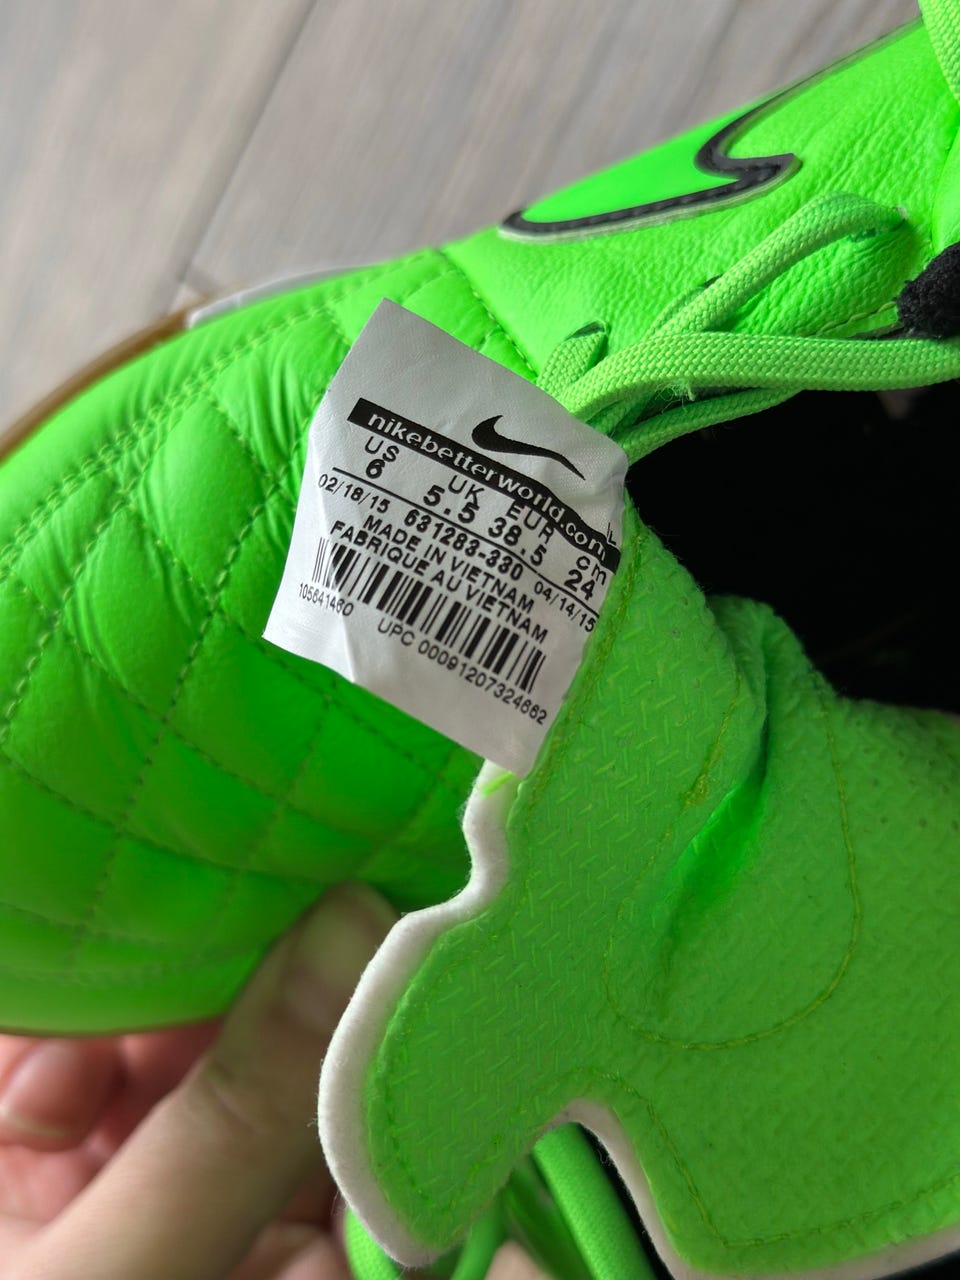 nikebetterworld.com
US UK EUR cm
6 5.5 38.5 24
02/18/15 631283-330 04/14/15
MADE IN VIETNAM
FABRIQUE AU VIETNAM
105641460
UPC 00091207324662